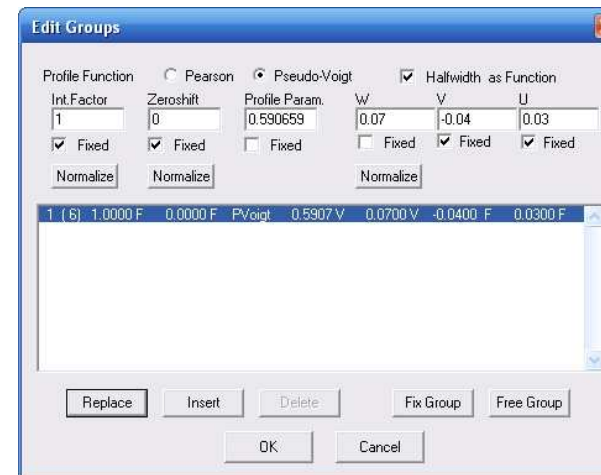 Edit Groups
Profile Function Pearson Pseudo-Voigt Halfwidth as Function
Int.Factor Zeroshift Profile Param. W V U
1 0 0.590659 0.07 -0.04 0.03
Fixed Fixed Fixed Fixed Fixed Fixed
Normalize Normalize Normalize
1 ( 6) 1.0000 F 0.0000 F PVoigt 0.5907 V 0.0700 V -0.0400 F 0.0300 F
Replace Insert Delete Fix Group Free Group
OK Cancel